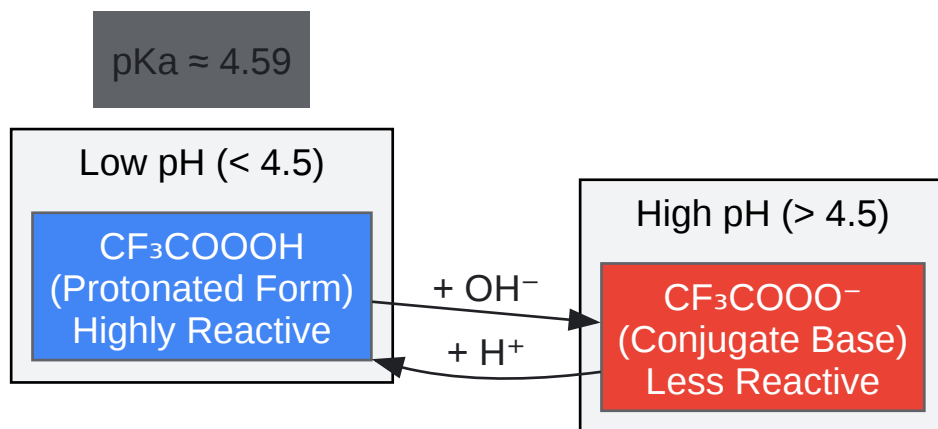 pKa ≈ 4.59
Low pH (< 4.5)
CF₃COOOH
(Protonated Form)
Highly Reactive
+ OH⁻
+ H⁺
High pH (> 4.5)
CF₃COOO⁻
(Conjugate Base)
Less Reactive